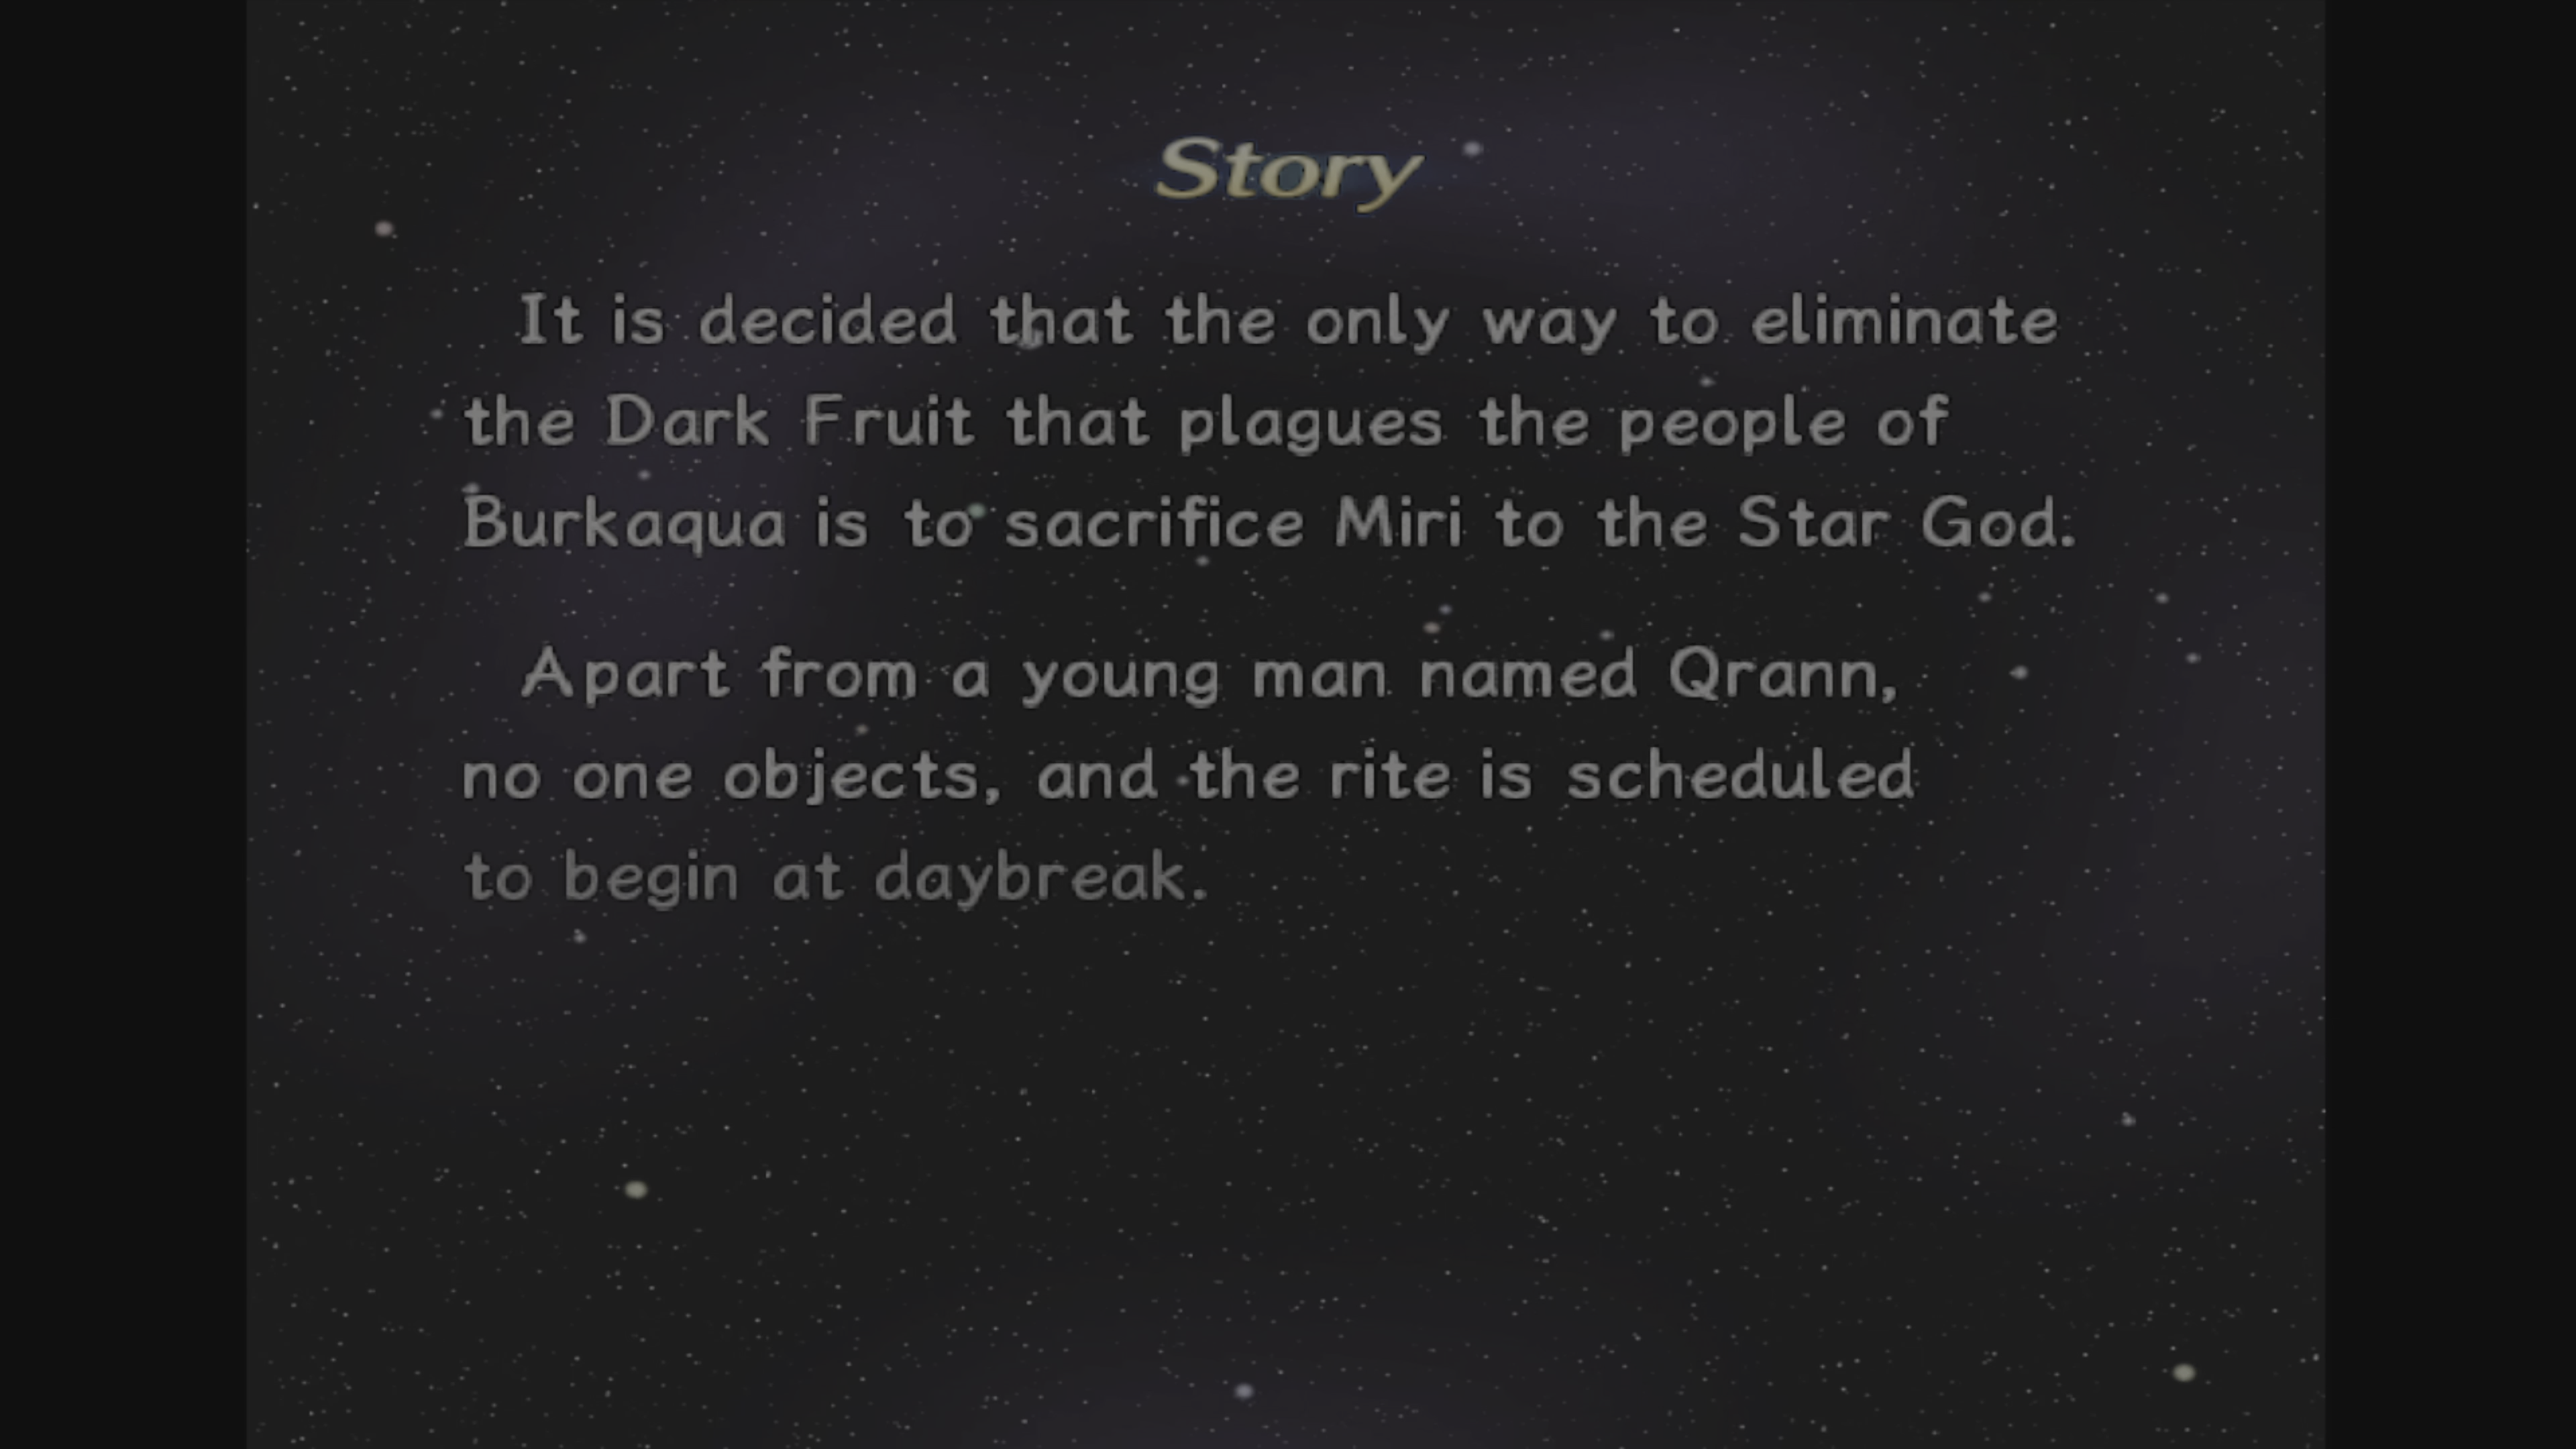 Story
It is decided that the only way to eliminate
the Dark Fruit that plagues the people of
Burkaqua is to sacrifice Miri to the Star God.
Apart from a young man named Qrann,
no one objects, and the rite is scheduled
to begin at daybreak.